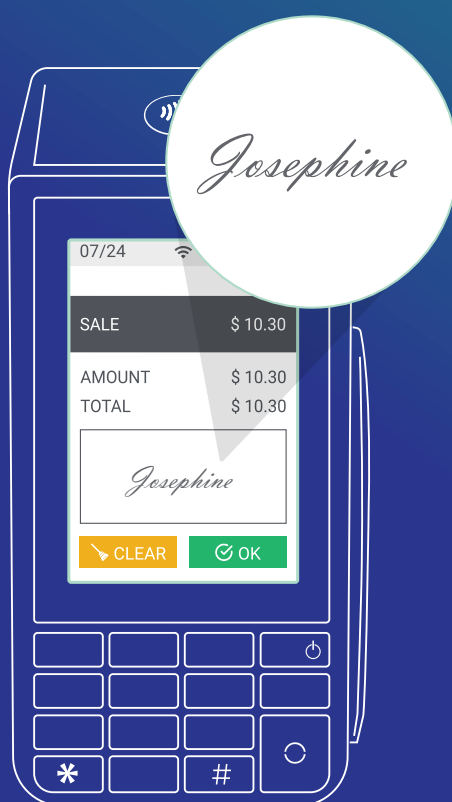 Josephine
07/24
SALE $ 10.30
AMOUNT $ 10.30
TOTAL $ 10.30
Josephine
CLEAR OK
* #